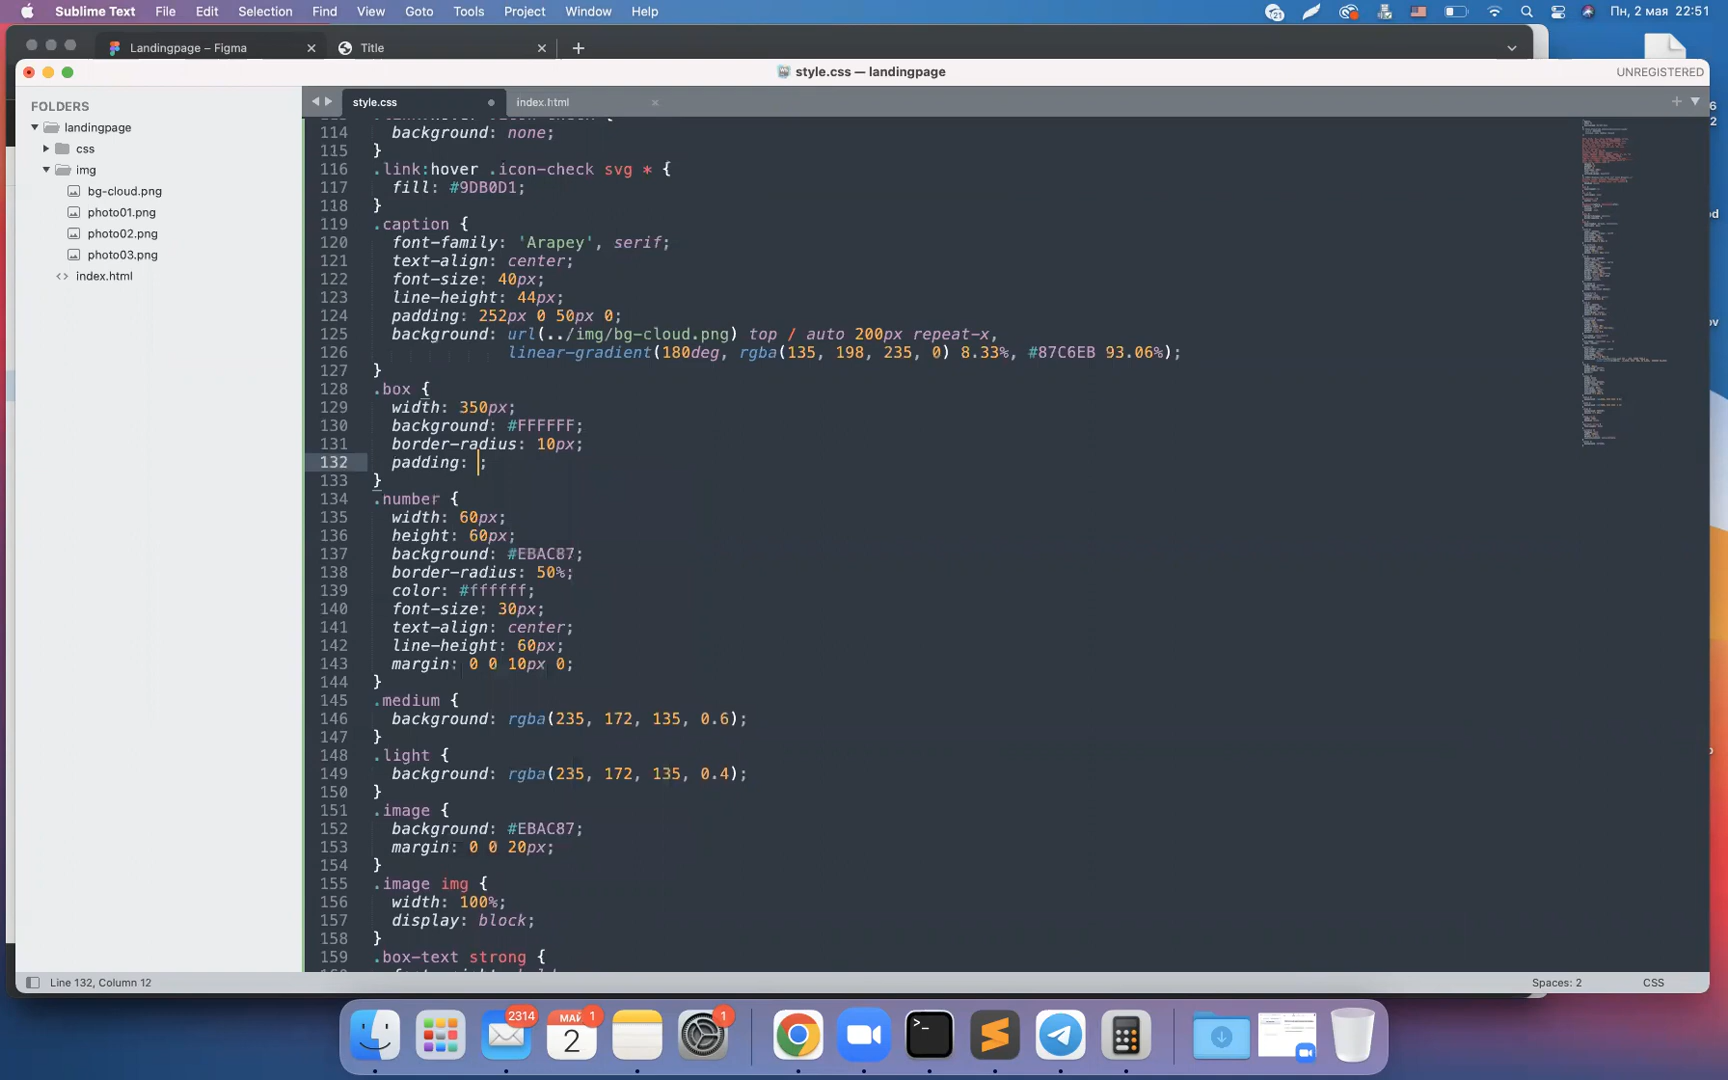 Sublime Text File Edit Selection Find View Goto Tools Project Window Help 21 Пн, 2 мая 22:51
Landingpage – Figma Title
style.css — landingpage UNREGISTERED
FOLDERS
landingpage
css
img
bg-cloud.png
photo01.png
photo02.png
photo03.png
index.html
style.css index.html
114 background: none;
115 }
116 .link:hover .icon-check svg * {
117 fill: #9DB0D1;
118 }
119 .caption {
120 font-family: 'Arapey', serif;
121 text-align: center;
122 font-size: 40px;
123 line-height: 44px;
124 padding: 252px 0 50px 0;
125 background: url(../img/bg-cloud.png) top / auto 200px repeat-x,
126 linear-gradient(180deg, rgba(135, 198, 235, 0) 8.33%, #87C6EB 93.06%);
127 }
128 .box {
129 width: 350px;
130 background: #FFFFFF;
131 border-radius: 10px;
132 padding: ;
133 }
134 .number {
135 width: 60px;
136 height: 60px;
137 background: #EBAC87;
138 border-radius: 50%;
139 color: #ffffff;
140 font-size: 30px;
141 text-align: center;
142 line-height: 60px;
143 margin: 0 0 10px 0;
144 }
145 .medium {
146 background: rgba(235, 172, 135, 0.6);
147 }
148 .light {
149 background: rgba(235, 172, 135, 0.4);
150 }
151 .image {
152 background: #EBAC87;
153 margin: 0 0 20px;
154 }
155 .image img {
156 width: 100%;
157 display: block;
158 }
159 .box-text strong {
Line 132, Column 12 Spaces: 2 CSS
2314 МАЙ 2 1 1